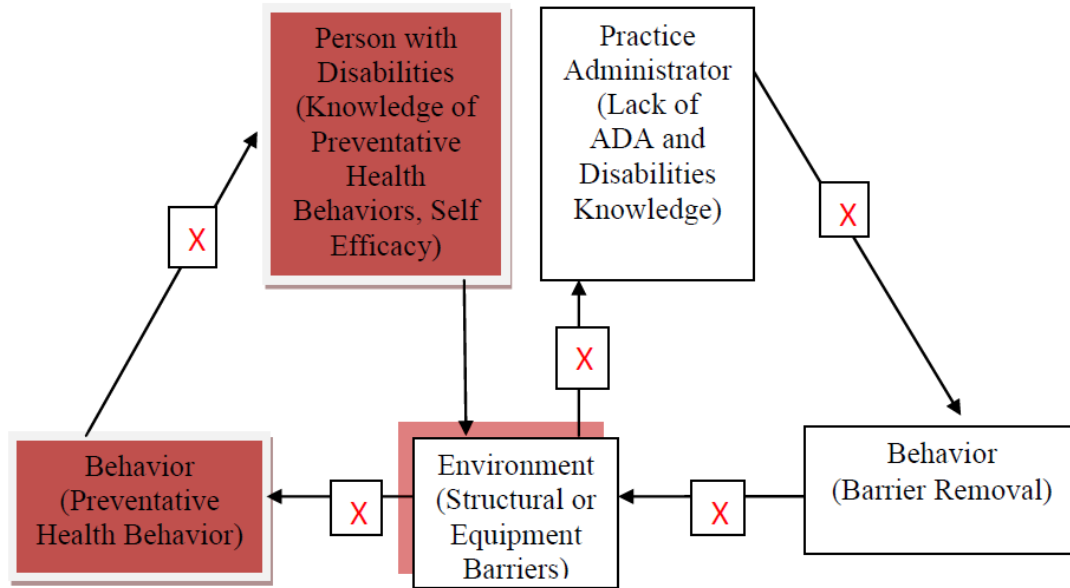 Person with
Disabilities
(Knowledge of
Preventative
Health
Behaviors, Self
Efficacy)
Practice
Administrator
(Lack of
ADA and
Disabilities
Knowledge)
X
X
X
Behavior
(Preventative
Health Behavior)
X
Environment
(Structural or
Equipment
Barriers)
X
Behavior
(Barrier Removal)